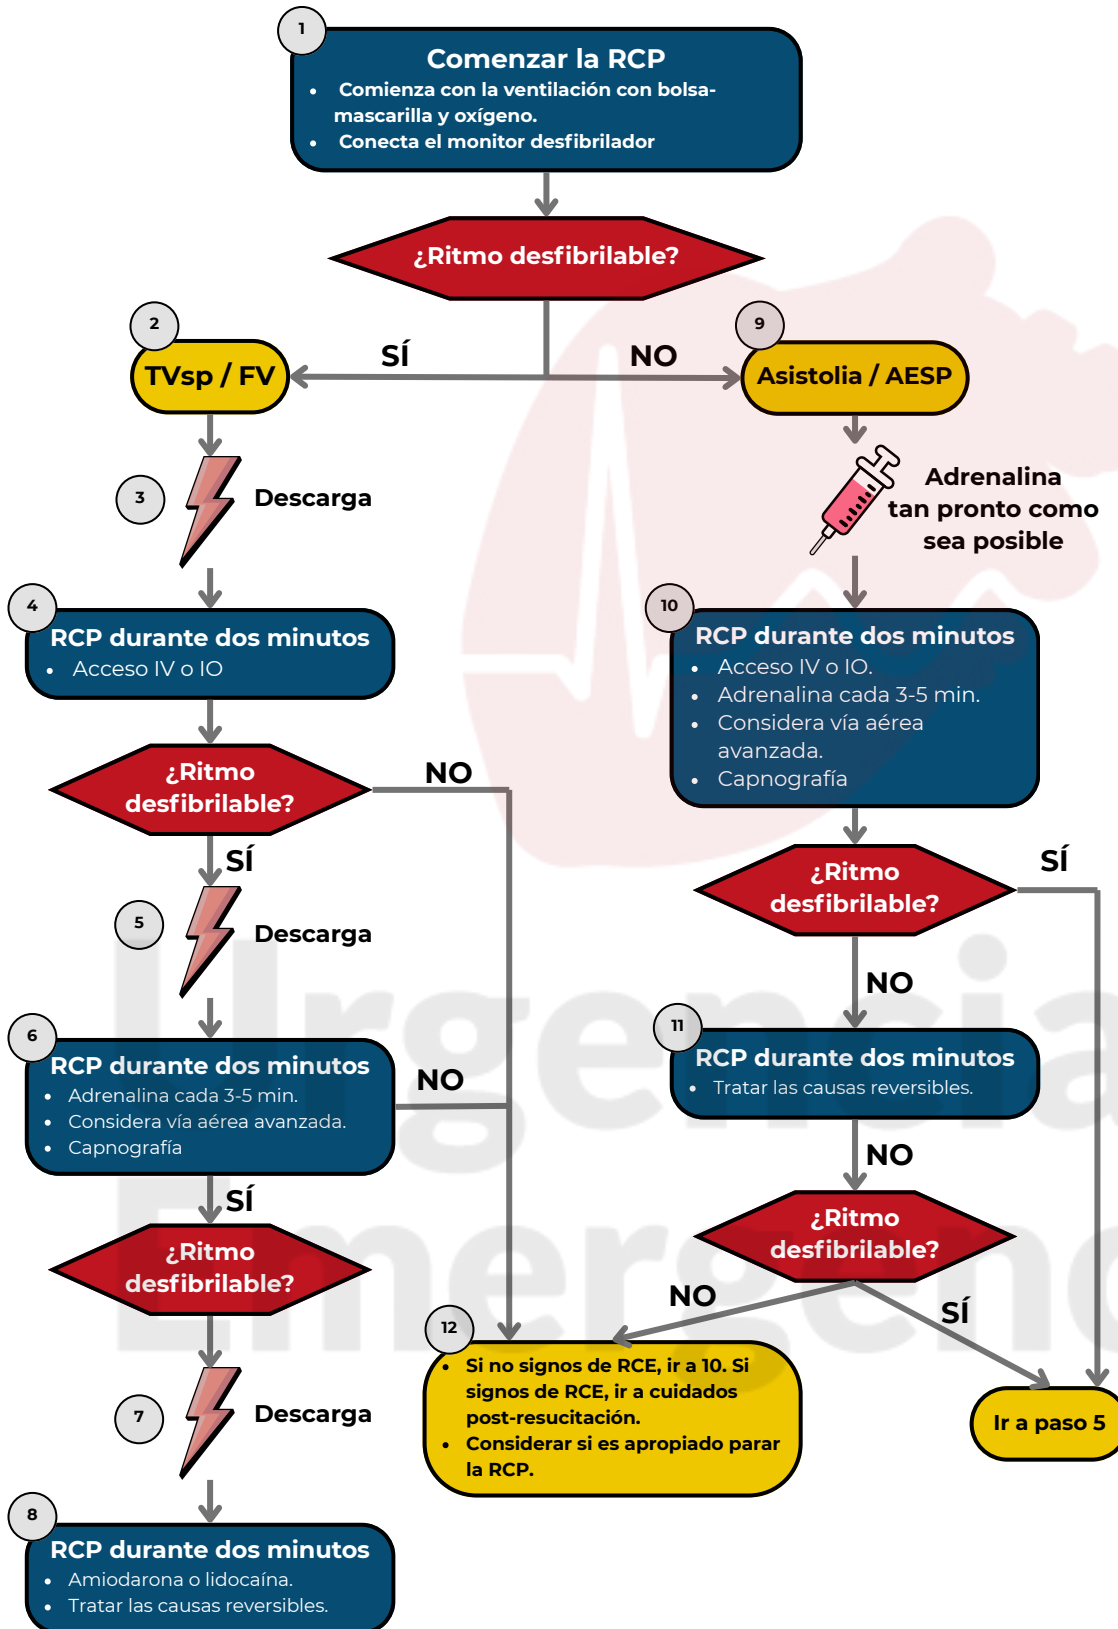 1
Comenzar la RCP
• Comienza con la ventilación con bolsa-
mascarilla y oxígeno.
• Conecta el monitor desfibrilador
¿Ritmo desfibrilable?
2
SÍ
NO
9
TVsp / FV
Asistolia / AESP
3
Descarga
Adrenalina
tan pronto como
sea posible
4
RCP durante dos minutos
• Acceso IV o IO
10
RCP durante dos minutos
• Acceso IV o IO.
• Adrenalina cada 3-5 min.
• Considera vía aérea
avanzada.
• Capnografía
¿Ritmo
desfibrilable?
NO
SÍ
¿Ritmo
desfibrilable?
SÍ
NO
5
Descarga
6
RCP durante dos minutos
• Adrenalina cada 3-5 min.
• Considera vía aérea avanzada.
• Capnografía
NO
SÍ
11
RCP durante dos minutos
• Tratar las causas reversibles.
NO
¿Ritmo
desfibrilable?
¿Ritmo
desfibrilable?
NO
SÍ
7
Descarga
12
• Si no signos de RCE, ir a 10. Si
signos de RCE, ir a cuidados
post-resucitación.
• Considerar si es apropiado parar
la RCP.
Ir a paso 5
8
RCP durante dos minutos
• Amiodarona o lidocaína.
• Tratar las causas reversibles.
Urgencia
Emergenc